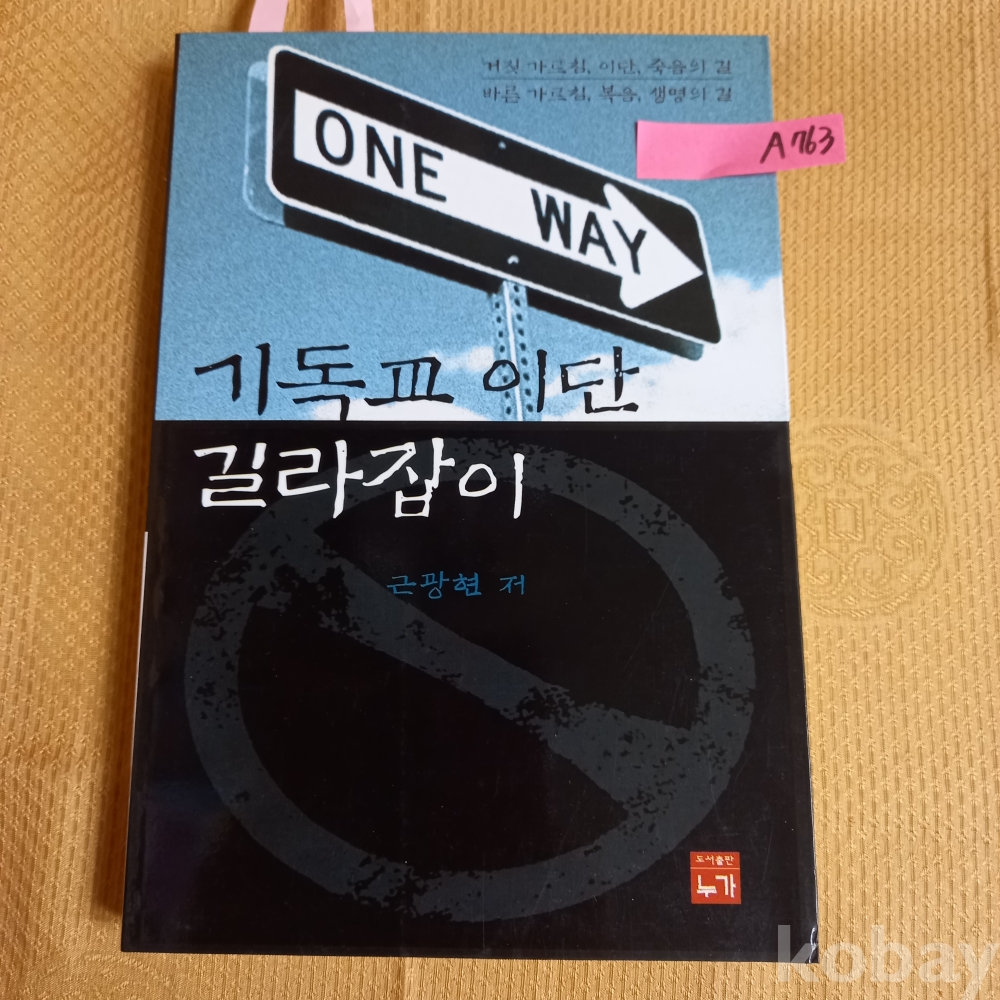 거짓 가르침, 이단, 죽음의 길
바른 가르침, 복음, 생명의 길
A763
ONE WAY
기독교 이단
길라잡이
근광현 저
도서출판
누가
kobay